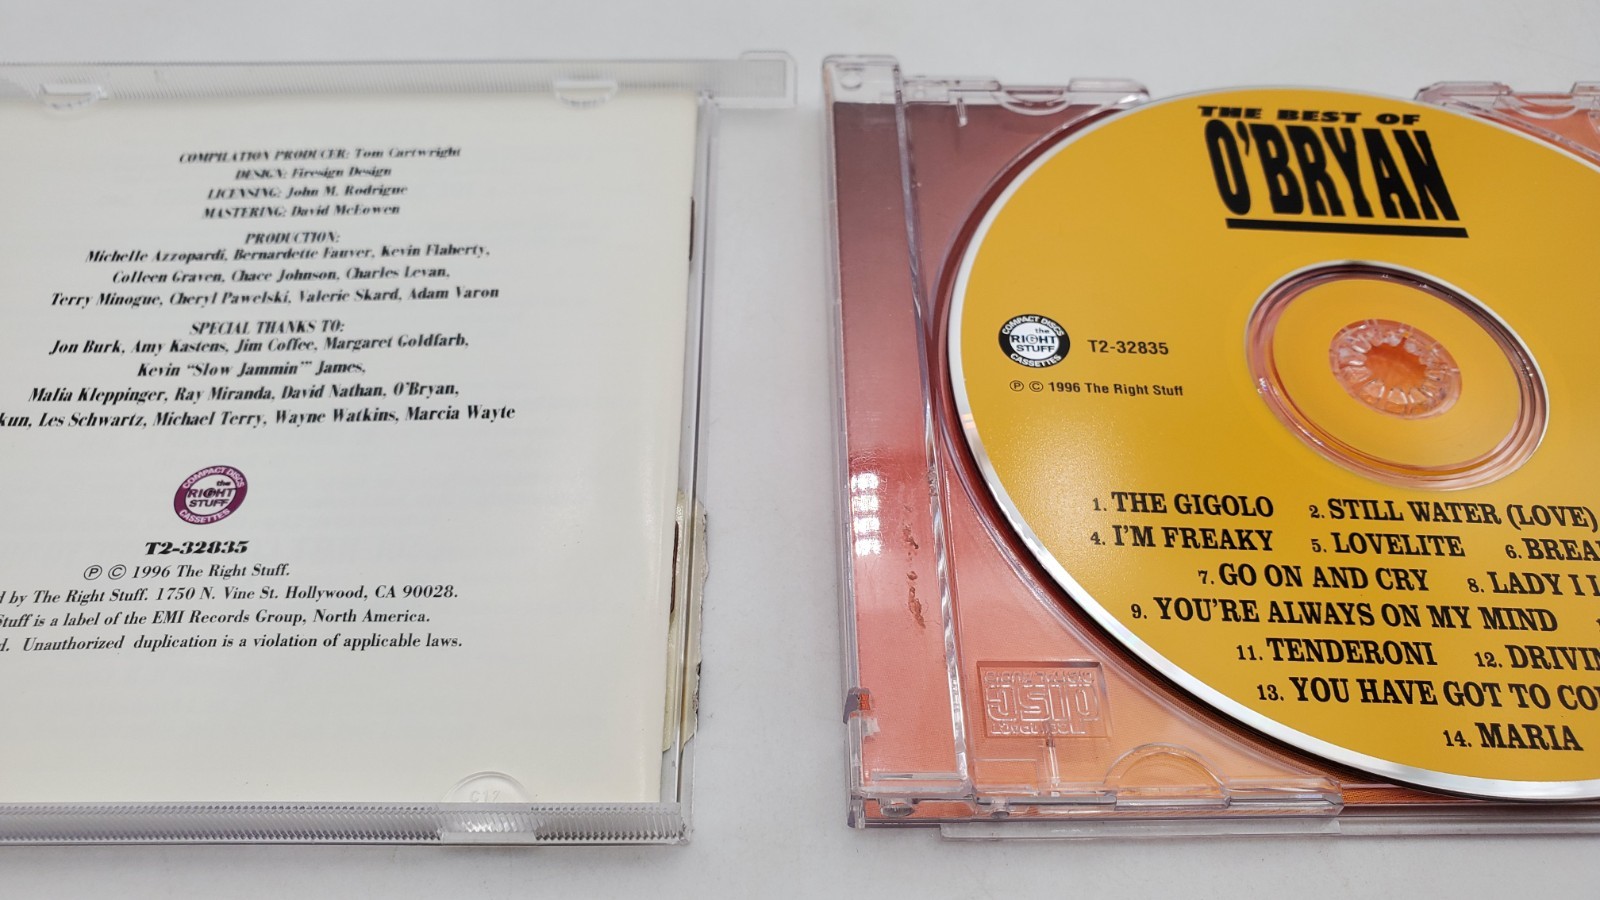 COMPILATION PRODUCER: Tom Cartwright
DESIGN: Firesign Design
LICENSING: John M. Rodrigue
MASTERING: David McEowen
PRODUCTION:
Michelle Azzopardi, Bernardette Fauver, Kevin Flaherty,
Colleen Graven, Chace Johnson, Charles Levan,
Terry Minogue, Cheryl Pawelski, Valerie Skard, Adam Varon
SPECIAL THANKS TO:
Jon Burk, Amy Kastens, Jim Coffee, Margaret Goldfarb,
Kevin "Slow Jammin'" James,
Malia Kleppinger, Ray Miranda, David Nathan, O'Bryan,
kun, Les Schwartz, Michael Terry, Wayne Watkins, Marcia Wayte
COMPACT DISCS
the
RIGHT
STUFF
CASSETTES
T2-32835
℗ © 1996 The Right Stuff.
d by The Right Stuff. 1750 N. Vine St. Hollywood, CA 90028.
Stuff is a label of the EMI Records Group, North America.
d. Unauthorized duplication is a violation of applicable laws.
THE BEST OF
O'BRYAN
COMPACT DISCS
the
RIGHT
STUFF
CASSETTES
T2-32835
℗ © 1996 The Right Stuff
1. THE GIGOLO 2. STILL WATER (LOVE)
4. I'M FREAKY 5. LOVELITE 6. BREA
7. GO ON AND CRY 8. LADY I L
9. YOU'RE ALWAYS ON MY MIND
11. TENDERONI 12. DRIVIN
13. YOU HAVE GOT TO CO
14. MARIA